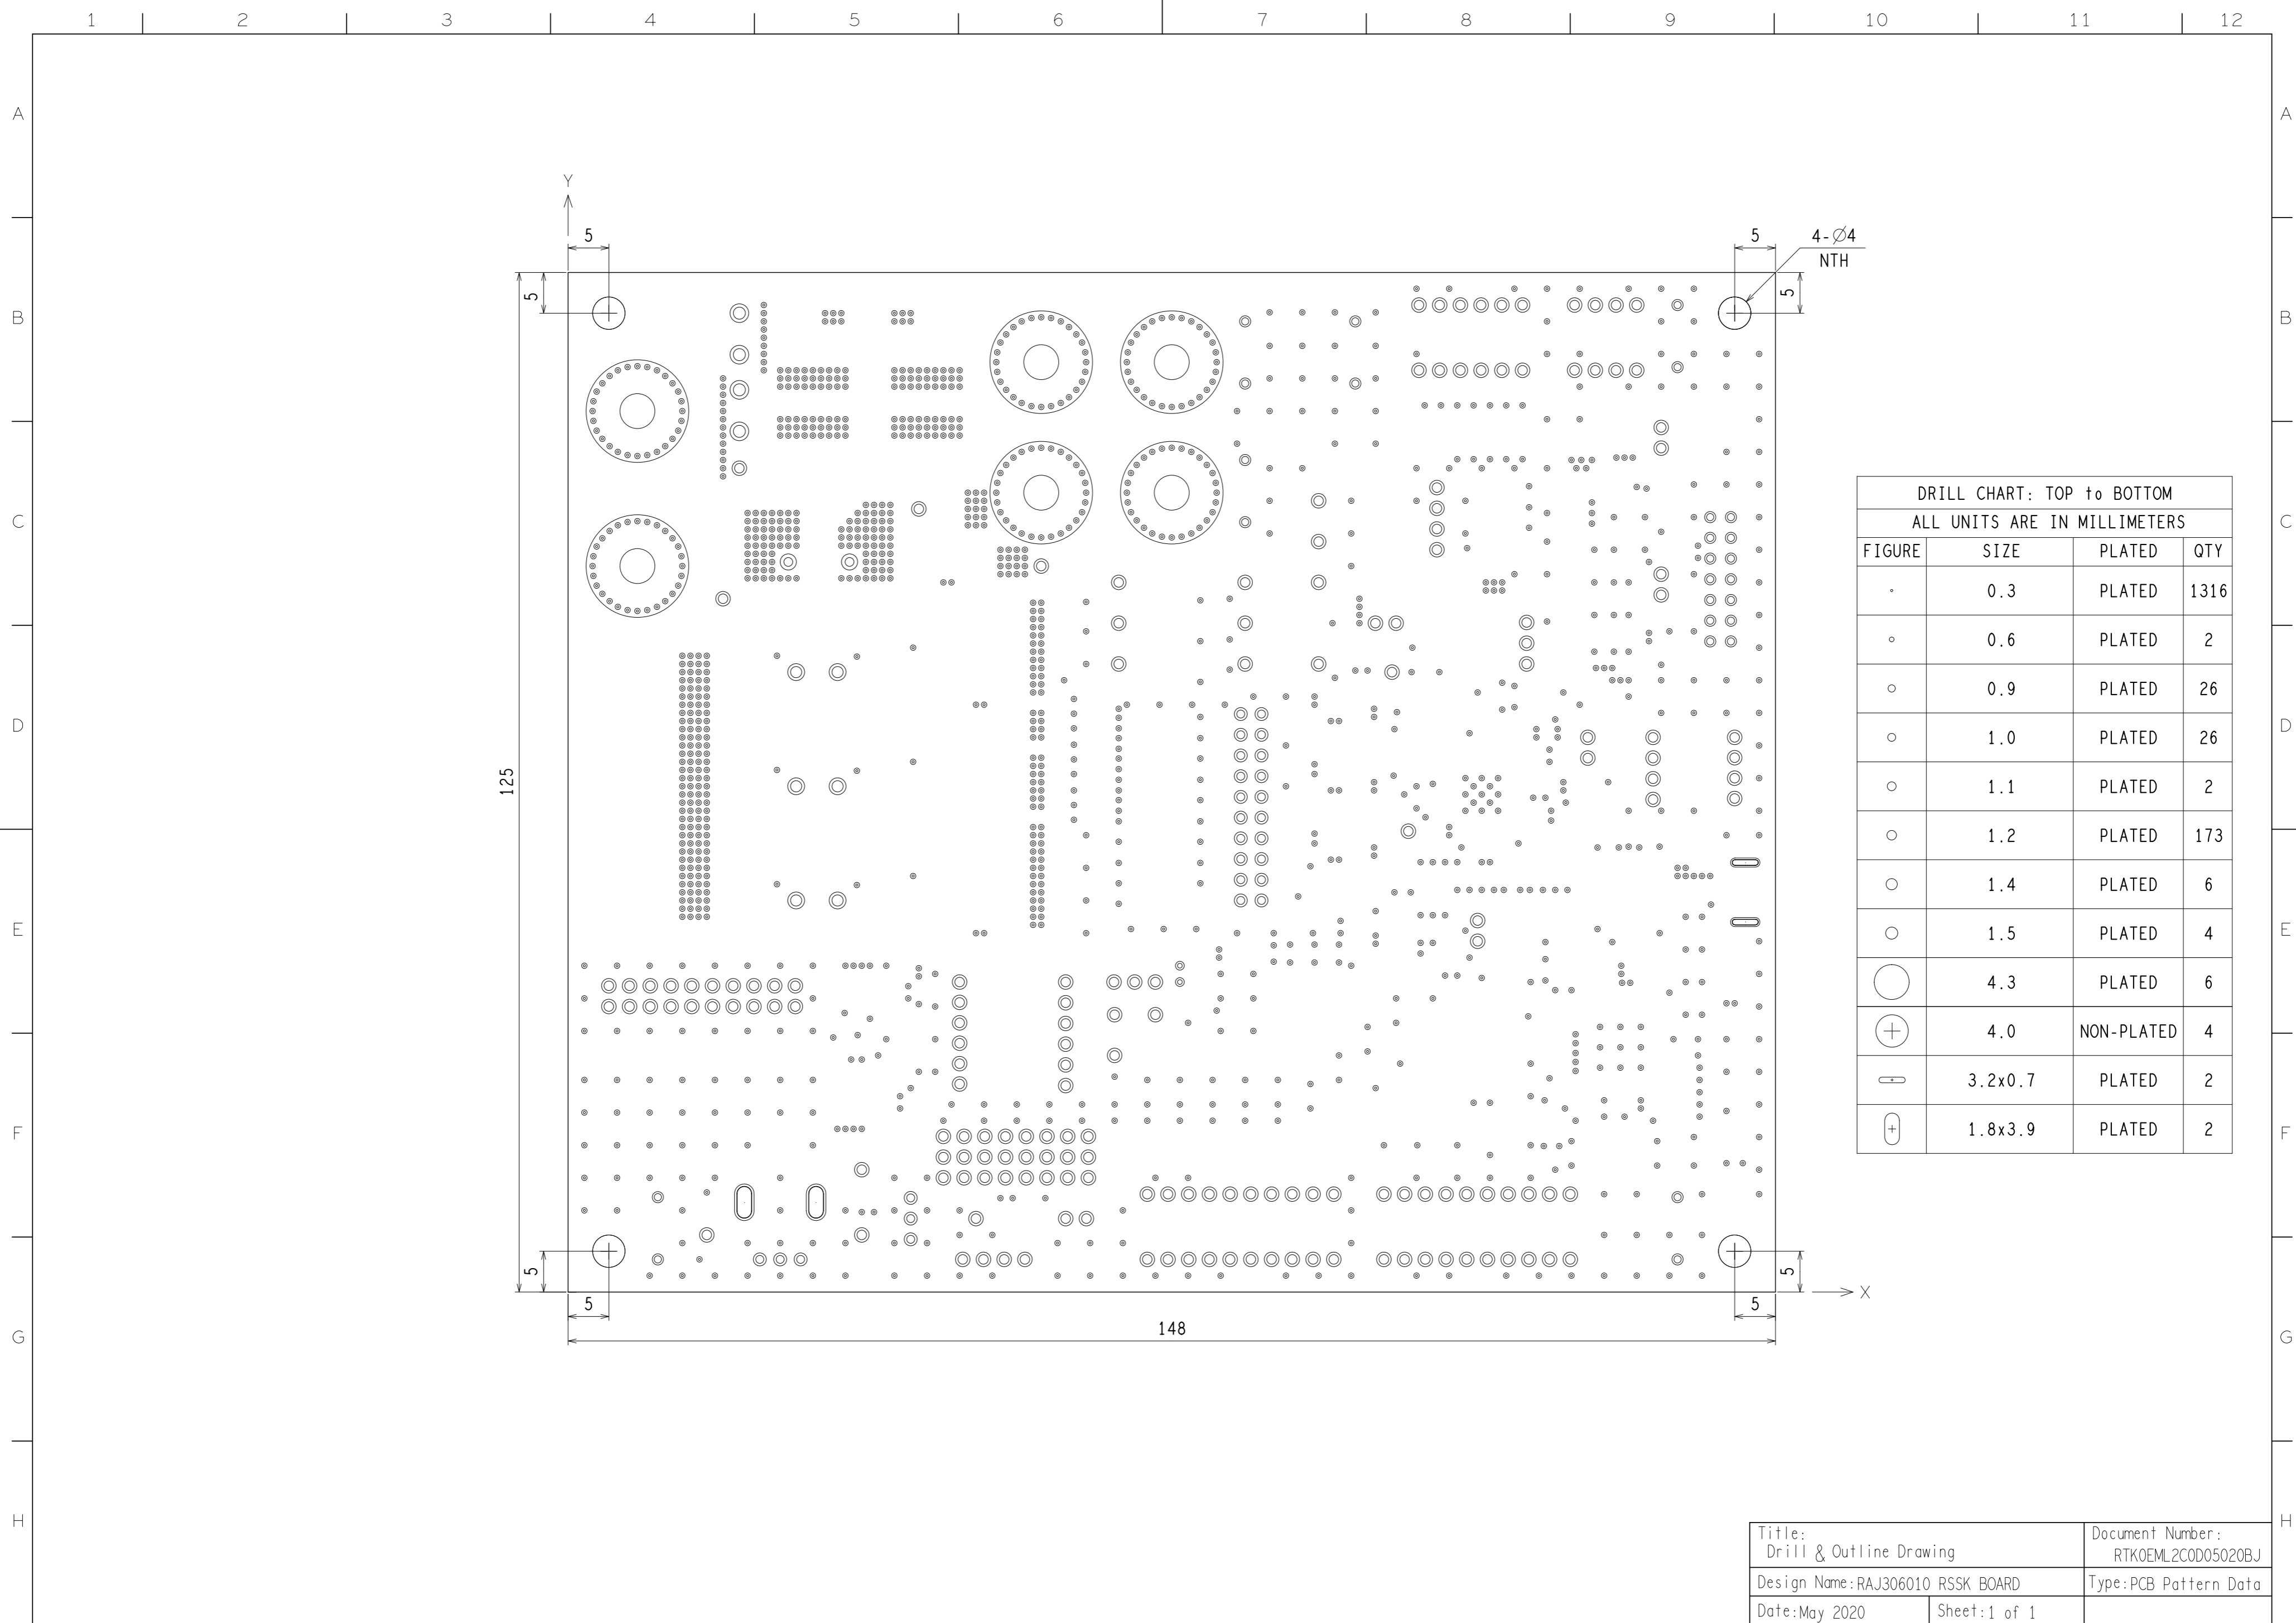 1 2 3 4 5 6 7 8 9 10 11 12
A A
Y
5 5 4-Ø4
NTH
5 5
B B
DRILL CHART: TOP to BOTTOM
ALL UNITS ARE IN MILLIMETERS
C C
FIGURE SIZE PLATED QTY
0.3 PLATED 1316
0.6 PLATED 2
0.9 PLATED 26
D D
1.0 PLATED 26
125
1.1 PLATED 2
1.2 PLATED 173
1.4 PLATED 6
E E
1.5 PLATED 4
4.3 PLATED 6
4.0 NON-PLATED 4
3.2x0.7 PLATED 2
F F
1.8x3.9 PLATED 2
5 5
X
5 5
148
G G
H H
Title: Document Number:
Drill & Outline Drawing RTK0EML2C0D05020BJ
Design Name: RAJ306010 RSSK BOARD Type: PCB Pattern Data
Date: May 2020 Sheet: 1 of 1